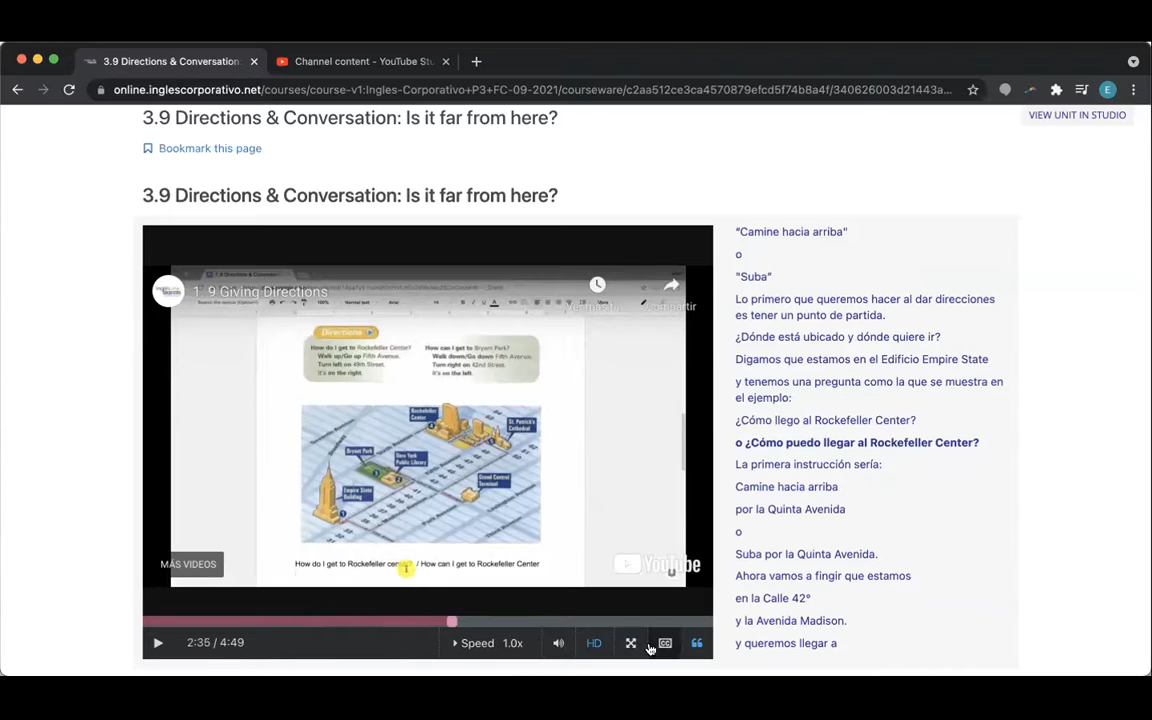 3.9 Directions & Conversation:
Channel content - YouTube Stu
online.inglescorporativo.net/courses/course-v1:Ingles-Corporativo+P3+FC-09-2021/courseware/c2aa512ce3ca4570879efcd5f74b8a4f/340626003d21443a...
E
3.9 Directions & Conversation: Is it far from here?
VIEW UNIT IN STUDIO
Bookmark this page
3.9 Directions & Conversation: Is it far from here?
1. 9 Giving Directions
Directions
How do I get to Rockefeller Center?
Walk up/Go up Fifth Avenue.
Turn left on 49th Street.
It's on the right.
How can I get to Bryant Park?
Walk down/Go down Fifth Avenue.
Turn right on 42nd Street.
It's on the left.
Rockefeller Center
St. Patrick's Cathedral
Bryant Park
New York Public Library
Empire State Building
Grand Central Terminal
How do I get to Rockefeller / How can I get to Rockefeller Center
MÁS VIDEOS
YouTube
2:35 / 4:49
Speed 1.0x
HD
CC
"Camine hacia arriba"
o
"Suba"
Lo primero que queremos hacer al dar direcciones
es tener un punto de partida.
¿Dónde está ubicado y dónde quiere ir?
Digamos que estamos en el Edificio Empire State
y tenemos una pregunta como la que se muestra en
el ejemplo:
¿Cómo llego al Rockefeller Center?
o ¿Cómo puedo llegar al Rockefeller Center?
La primera instrucción sería:
Camine hacia arriba
por la Quinta Avenida
o
Suba por la Quinta Avenida.
Ahora vamos a fingir que estamos
en la Calle 42°
y la Avenida Madison.
y queremos llegar a